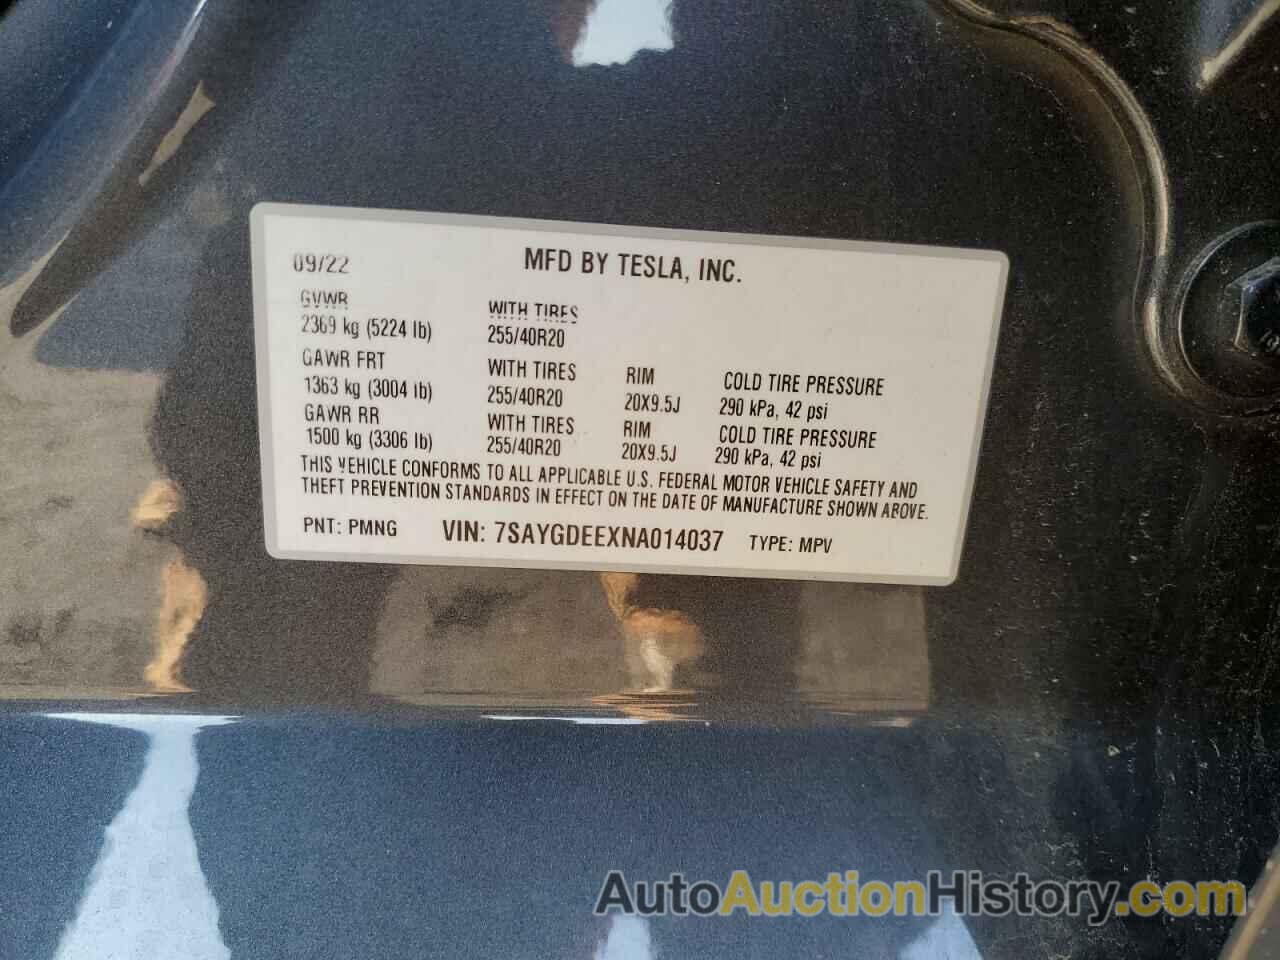 09/22 MFD BY TESLA, INC.
GVWR WITH TIRES
2369 kg (5224 lb) 255/40R20
GAWR FRT WITH TIRES RIM COLD TIRE PRESSURE
1363 kg (3004 lb) 255/40R20 20X9.5J 290 kPa, 42 psi
GAWR RR WITH TIRES RIM COLD TIRE PRESSURE
1500 kg (3306 lb) 255/40R20 20X9.5J 290 kPa, 42 psi
THIS VEHICLE CONFORMS TO ALL APPLICABLE U.S. FEDERAL MOTOR VEHICLE SAFETY AND
THEFT PREVENTION STANDARDS IN EFFECT ON THE DATE OF MANUFACTURE SHOWN ABOVE.
PNT: PMNG VIN: 7SAYGDEEXNA014037 TYPE: MPV
AutoAuctionHistory.com